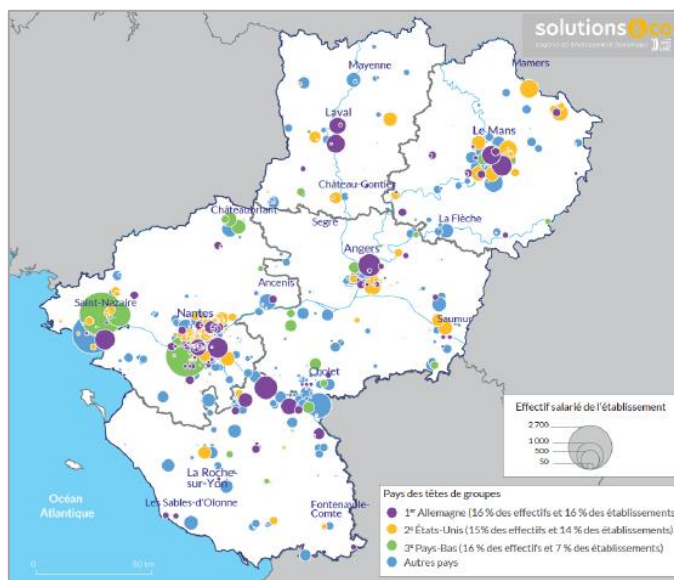 solutions&co
Mayenne
Mamers
Laval
Le Mans
Château-Gontier
Châteaubriant
La Flèche
Segré
Angers
Ancenis
Saint-Nazaire
Nantes
Saumur
Cholet
Effectif salarié de l'établissement
2 700
1000
500
50
La Roche-
sur-Yon
Océan
Atlantique
Les Sables-d'Olonne
Fontenay-le-
Comte
Pays des têtes de groupes
1er Allemagne (16 % des effectifs et 16 % des établissements
2e États-Unis (15% des effectifs et 14 % des établissements)
3e Pays-Bas (16 % des effectifs et 7 % des établissements)
Autres pays
0
50 km